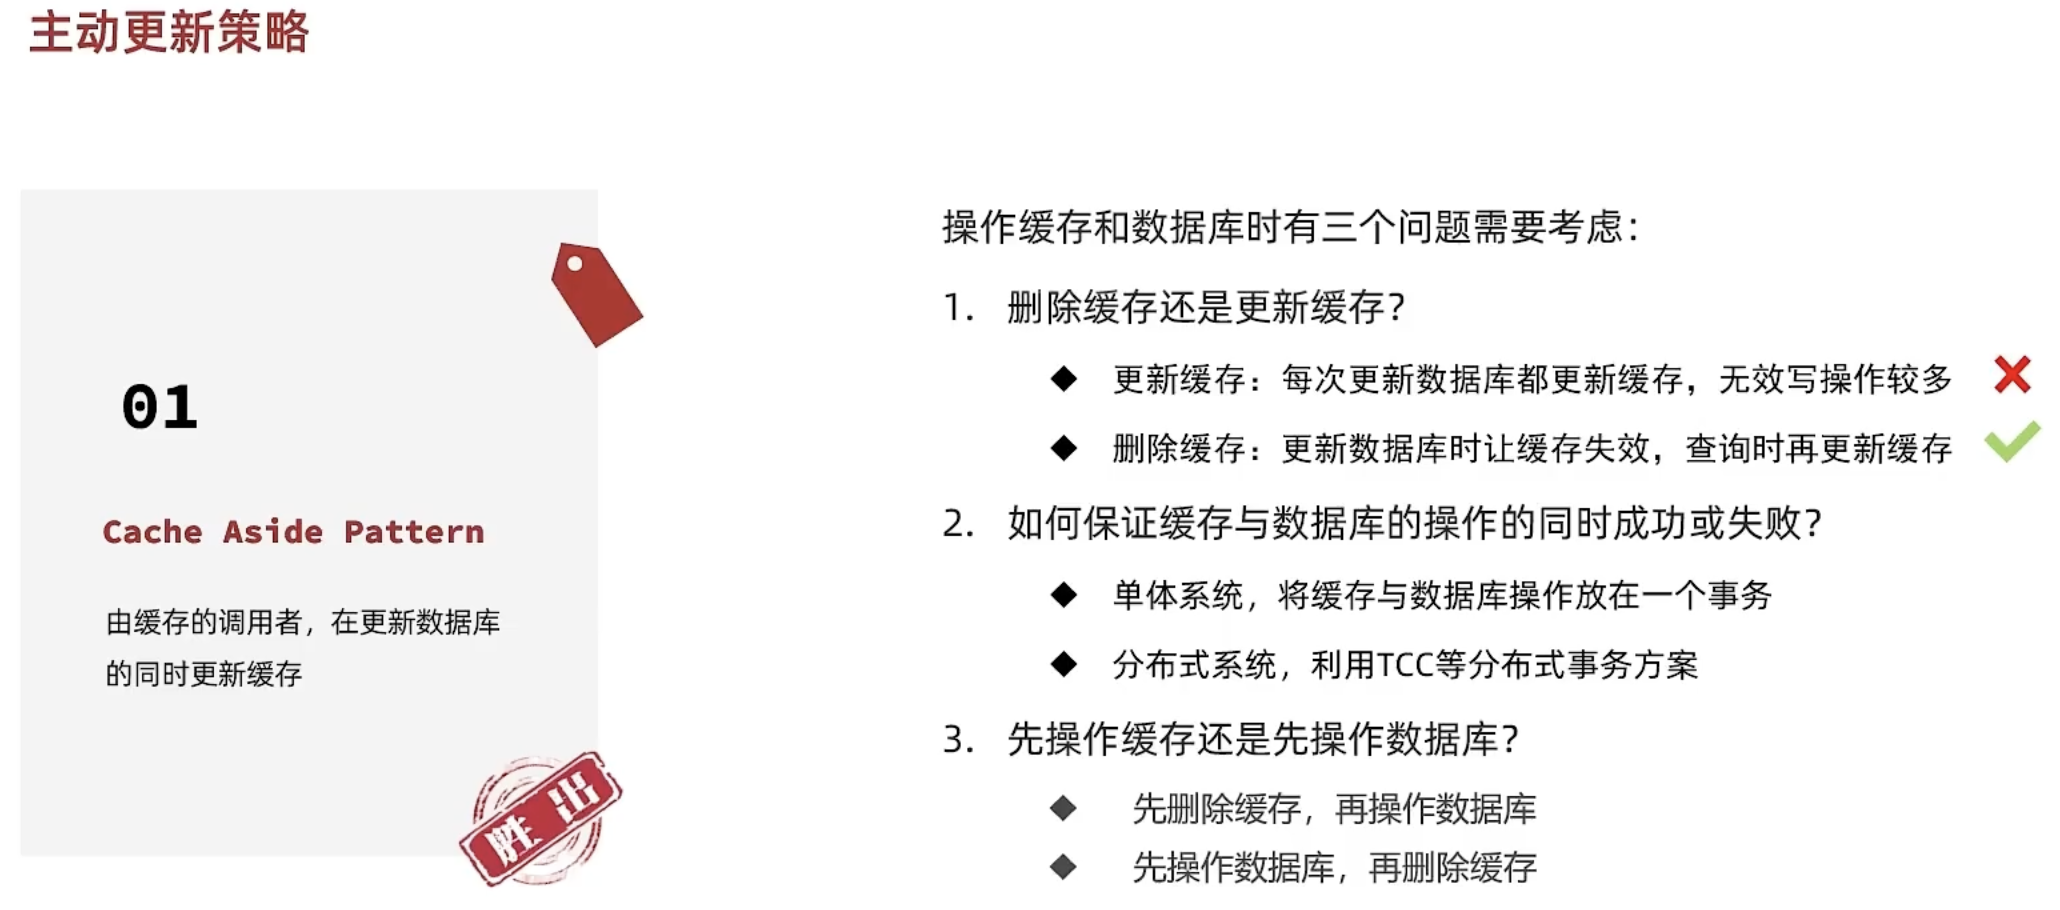 主动更新策略
01
Cache Aside Pattern
由缓存的调用者，在更新数据库
的同时更新缓存
胜出
操作缓存和数据库时有三个问题需要考虑：
1. 删除缓存还是更新缓存？
◆ 更新缓存：每次更新数据库都更新缓存，无效写操作较多
◆ 删除缓存：更新数据库时让缓存失效，查询时再更新缓存
2. 如何保证缓存与数据库的操作的同时成功或失败？
◆ 单体系统，将缓存与数据库操作放在一个事务
◆ 分布式系统，利用TCC等分布式事务方案
3. 先操作缓存还是先操作数据库？
◆ 先删除缓存，再操作数据库
◆ 先操作数据库，再删除缓存